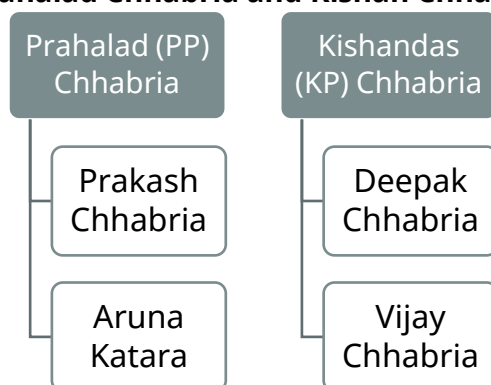 Prahalad (PP)
Chhabria
Prakash
Chhabria
Aruna
Katara
Kishandas
(KP) Chhabria
Deepak
Chhabria
Vijay
Chhabria